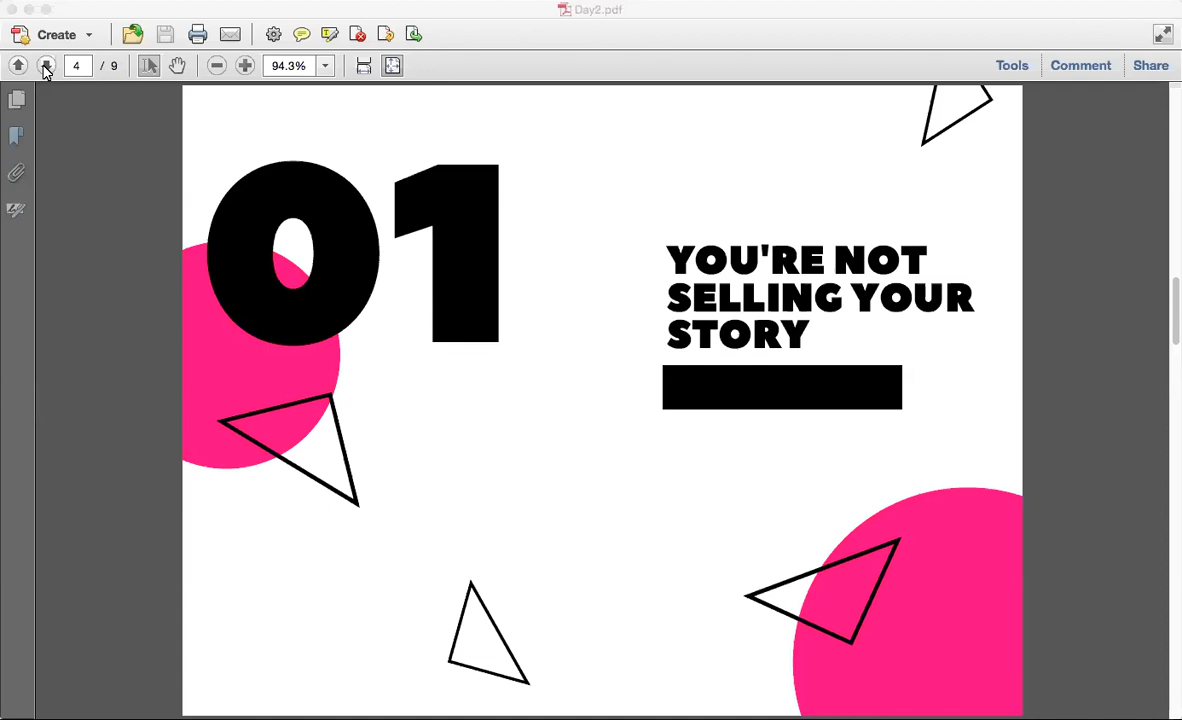 Day2.pdf
Create
4 / 9
94.3%
Tools
Comment
Share
01
YOU'RE NOT
SELLING YOUR
STORY